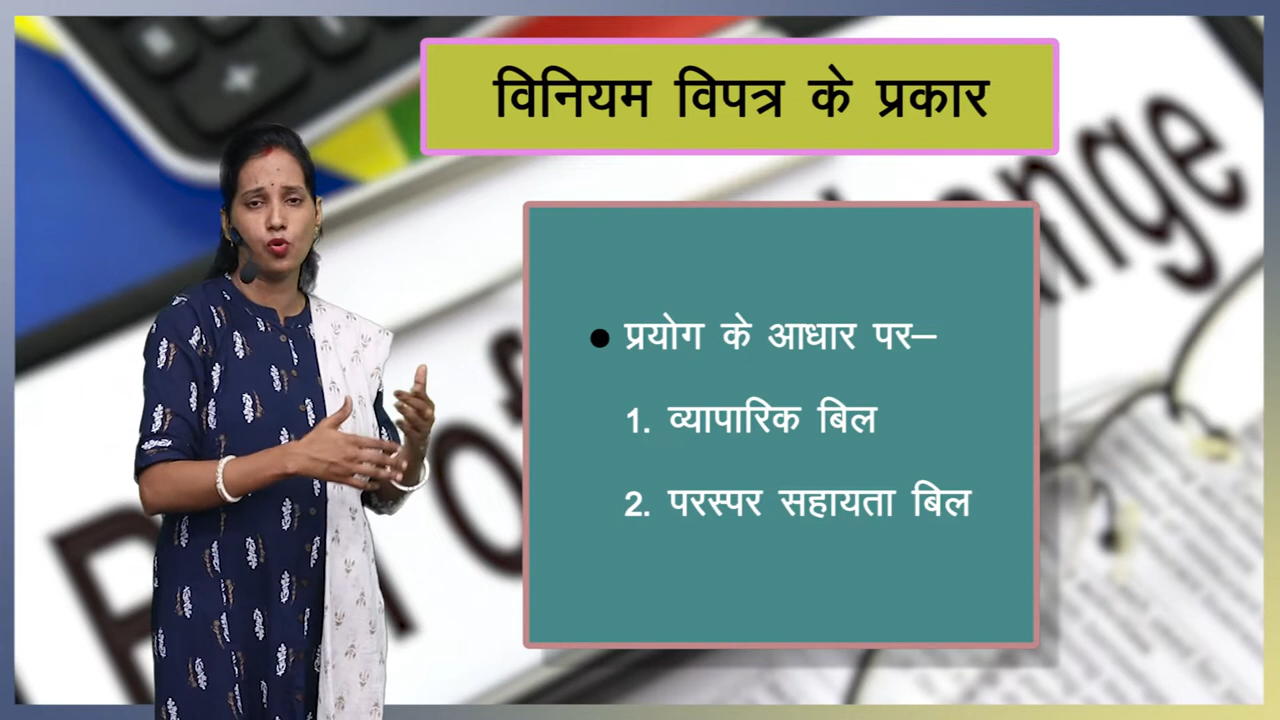 विनियम विपत्र के प्रकार
● प्रयोग के आधार पर–
1. व्यापारिक बिल
2. परस्पर सहायता बिल